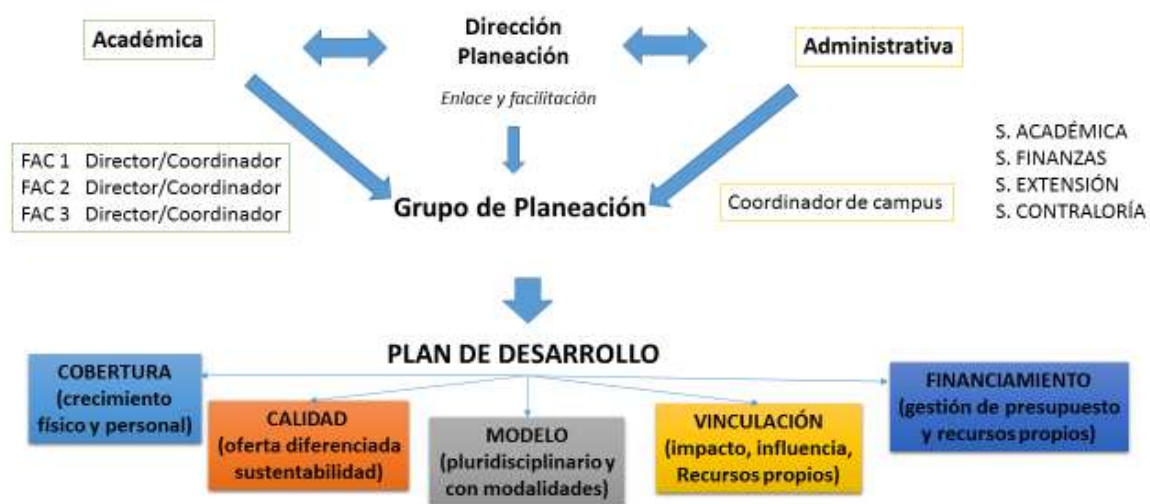 Académica
Dirección
Planeación
Administrativa
Enlace y facilitación
FAC 1 Director/Coordinador
FAC 2 Director/Coordinador
FAC 3 Director/Coordinador
Grupo de Planeación
Coordinador de campus
S. ACADÉMICA
S. FINANZAS
S. EXTENSIÓN
S. CONTRALORÍA
PLAN DE DESARROLLO
COBERTURA
(crecimiento
físico y personal)
CALIDAD
(oferta diferenciada
sustentabilidad)
MODELO
(pluridisciplinario y
con modalidades)
VINCULACIÓN
(impacto, influencia,
Recursos propios)
FINANCIAMIENTO
(gestión de presupuesto
y recursos propios)